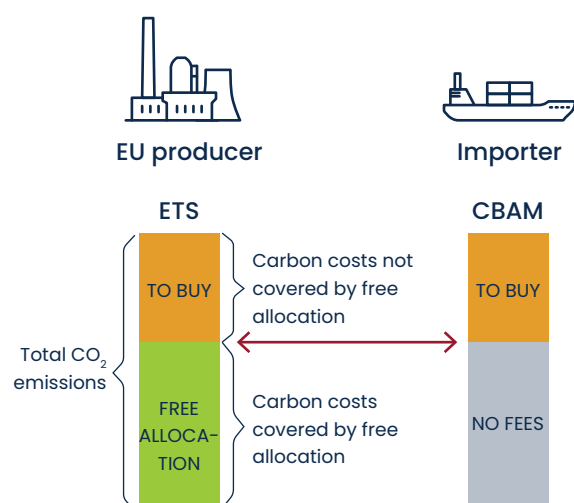 EU producer
Importer
ETS
CBAM
TO BUY
Carbon costs not
covered by free
allocation
TO BUY
Total CO₂
emissions
FREE
ALLOCA-
TION
Carbon costs
covered by free
allocation
NO FEES